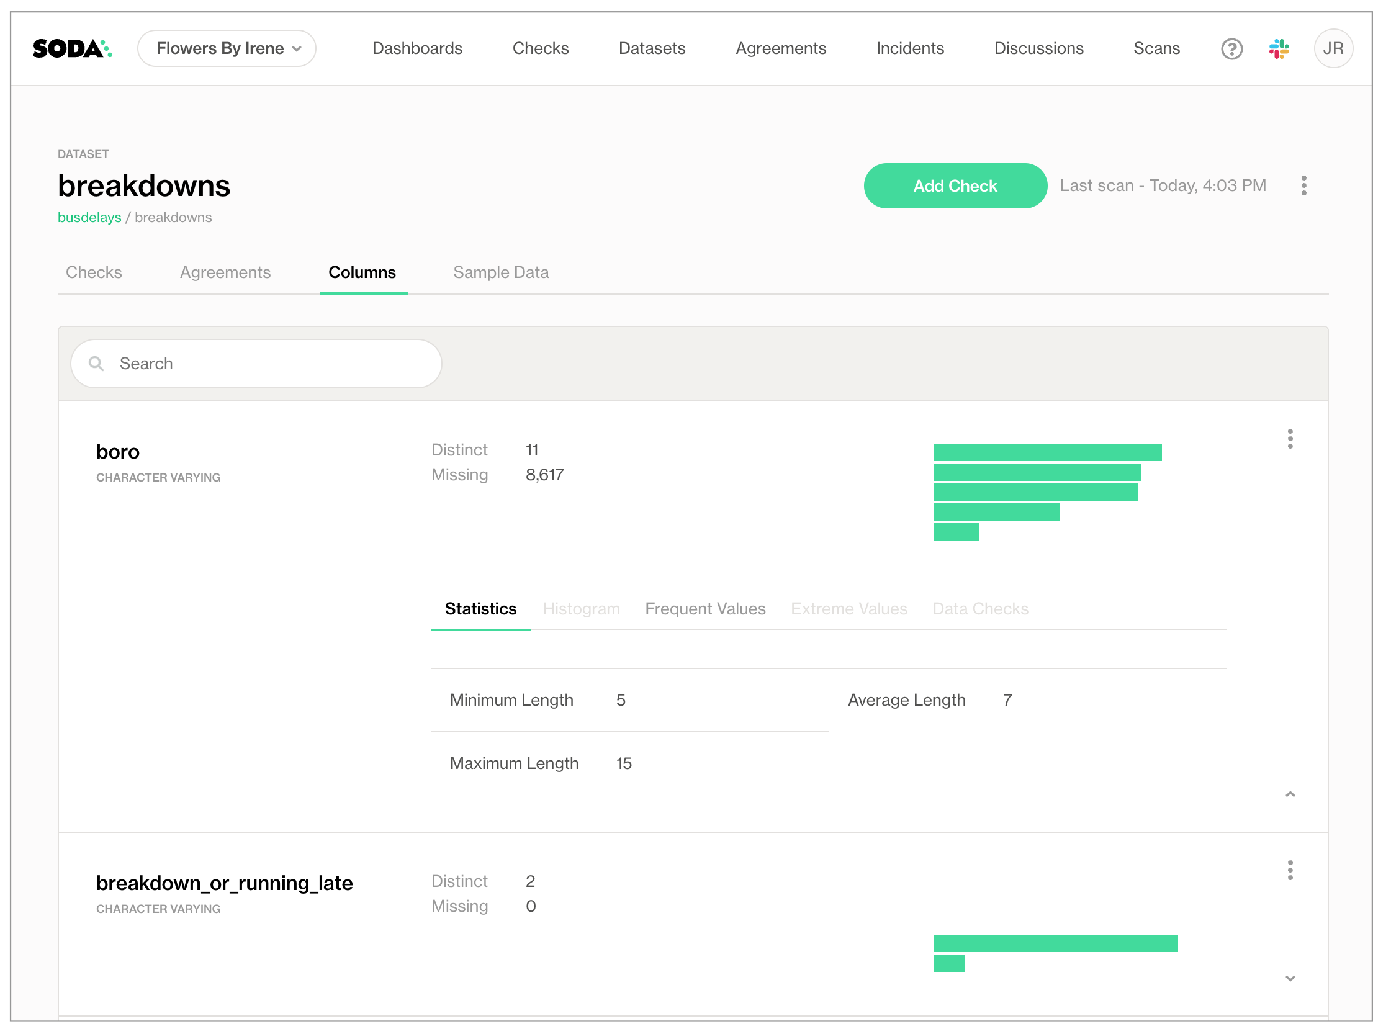 SODA Flowers By Irene Dashboards Checks Datasets Agreements Incidents Discussions Scans ? JR
DATASET
breakdowns
Add Check Last scan - Today, 4:03 PM
busdelays / breakdowns
Checks Agreements Columns Sample Data
Search
boro
CHARACTER VARYING
Distinct 11
Missing 8,617
Statistics Histogram Frequent Values Extreme Values Data Checks
Minimum Length 5 Average Length 7
Maximum Length 15
breakdown_or_running_late
CHARACTER VARYING
Distinct 2
Missing 0